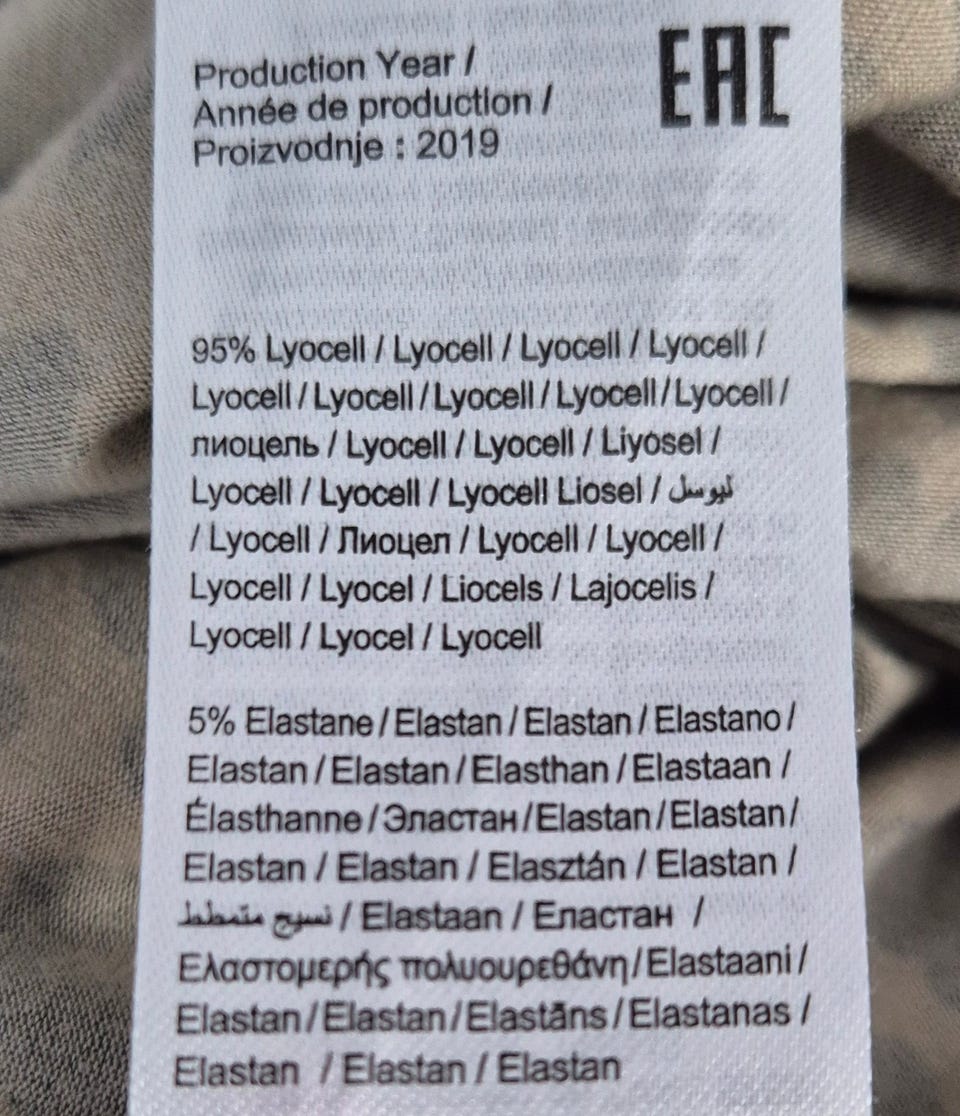 Production Year /
Année de production /
Proizvodnje : 2019
EAC
95% Lyocell / Lyocell / Lyocell / Lyocell /
Lyocell / Lyocell / Lyocell / Lyocell / Lyocell /
лиоцель / Lyocell / Lyocell / Liyosel /
Lyocell / Lyocell / Lyocell Liosel / ليوسل
/ Lyocell / Лиоцел / Lyocell / Lyocell /
Lyocell / Lyocel / Liocels / Lajocelis /
Lyocell / Lyocel / Lyocell
5% Elastane / Elastan / Elastan / Elastano /
Elastan / Elastan / Elasthan / Elastaan /
Élasthanne / Эластан / Elastan / Elastan /
Elastan / Elastan / Elasztán / Elastan /
نسيج متمطط / Elastaan / Еластан /
Ελαστομερής πολυουρεθάνη / Elastaani /
Elastan / Elastan / Elastāns / Elastanas /
Elastan / Elastan / Elastan